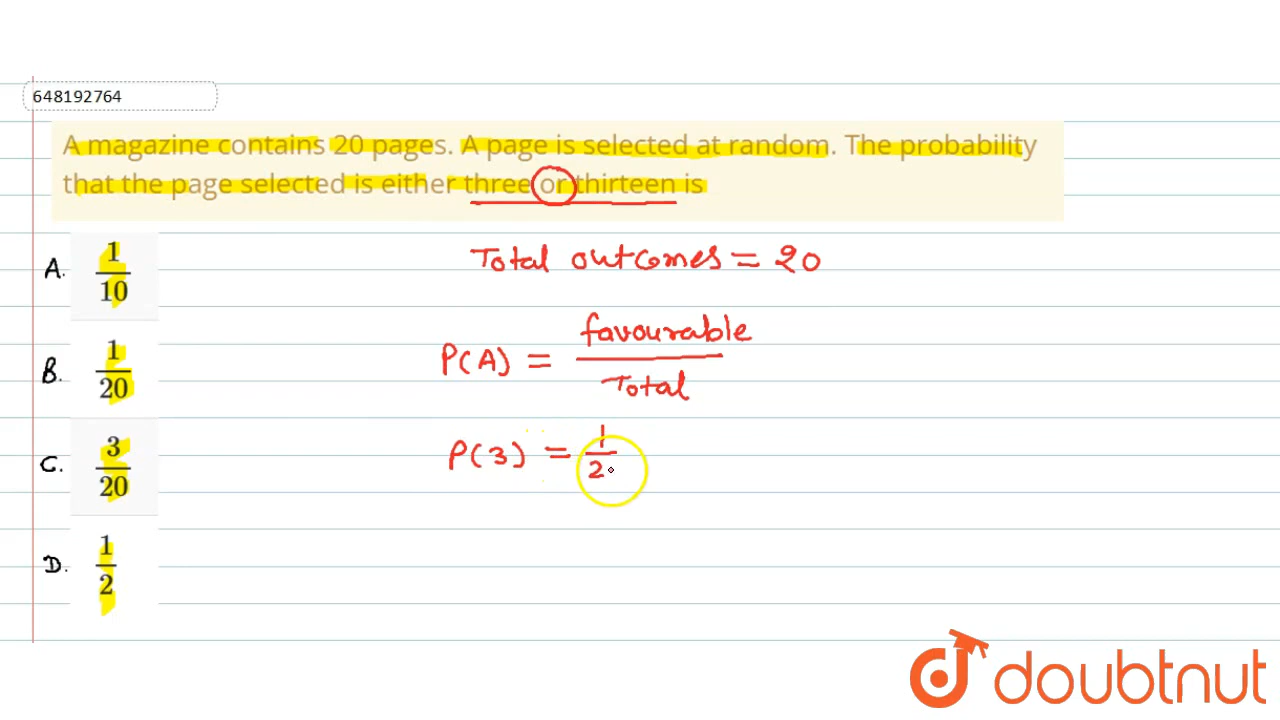 648192764
A magazine contains 20 pages. A page is selected at random. The probability
that the page selected is either three or thirteen is
A. 1/10
B. 1/20
C. 3/20
D. 1/2
Total outcomes = 20
P(A) = favourable/Total
P(3) = 1/2
doubtnut